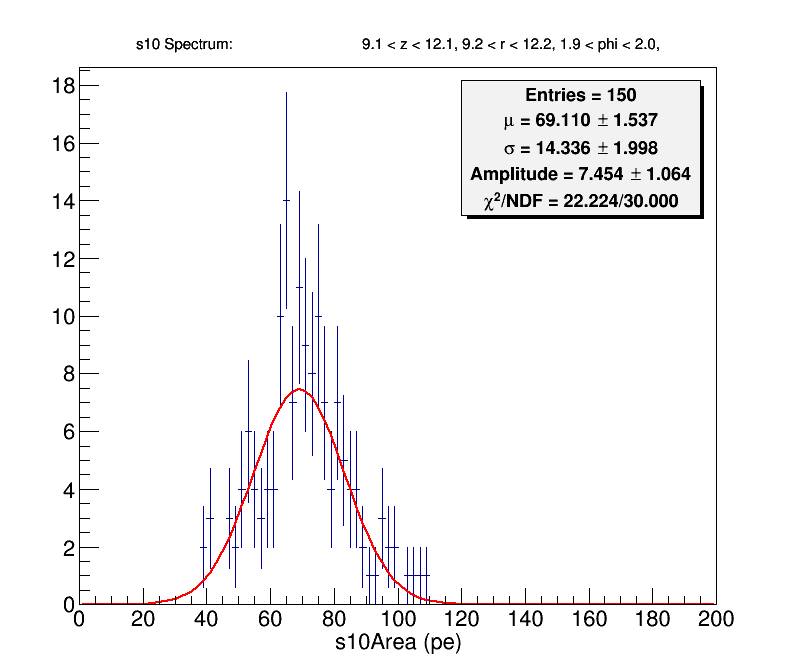 s10 Spectrum: 9.1 < z < 12.1, 9.2 < r < 12.2, 1.9 < phi < 2.0,
Entries = 150
μ = 69.110 ± 1.537
σ = 14.336 ± 1.998
Amplitude = 7.454 ± 1.064
χ²/NDF = 22.224/30.000
18
16
14
12
10
8
6
4
2
0
0 20 40 60 80 100 120 140 160 180 200
s10Area (pe)